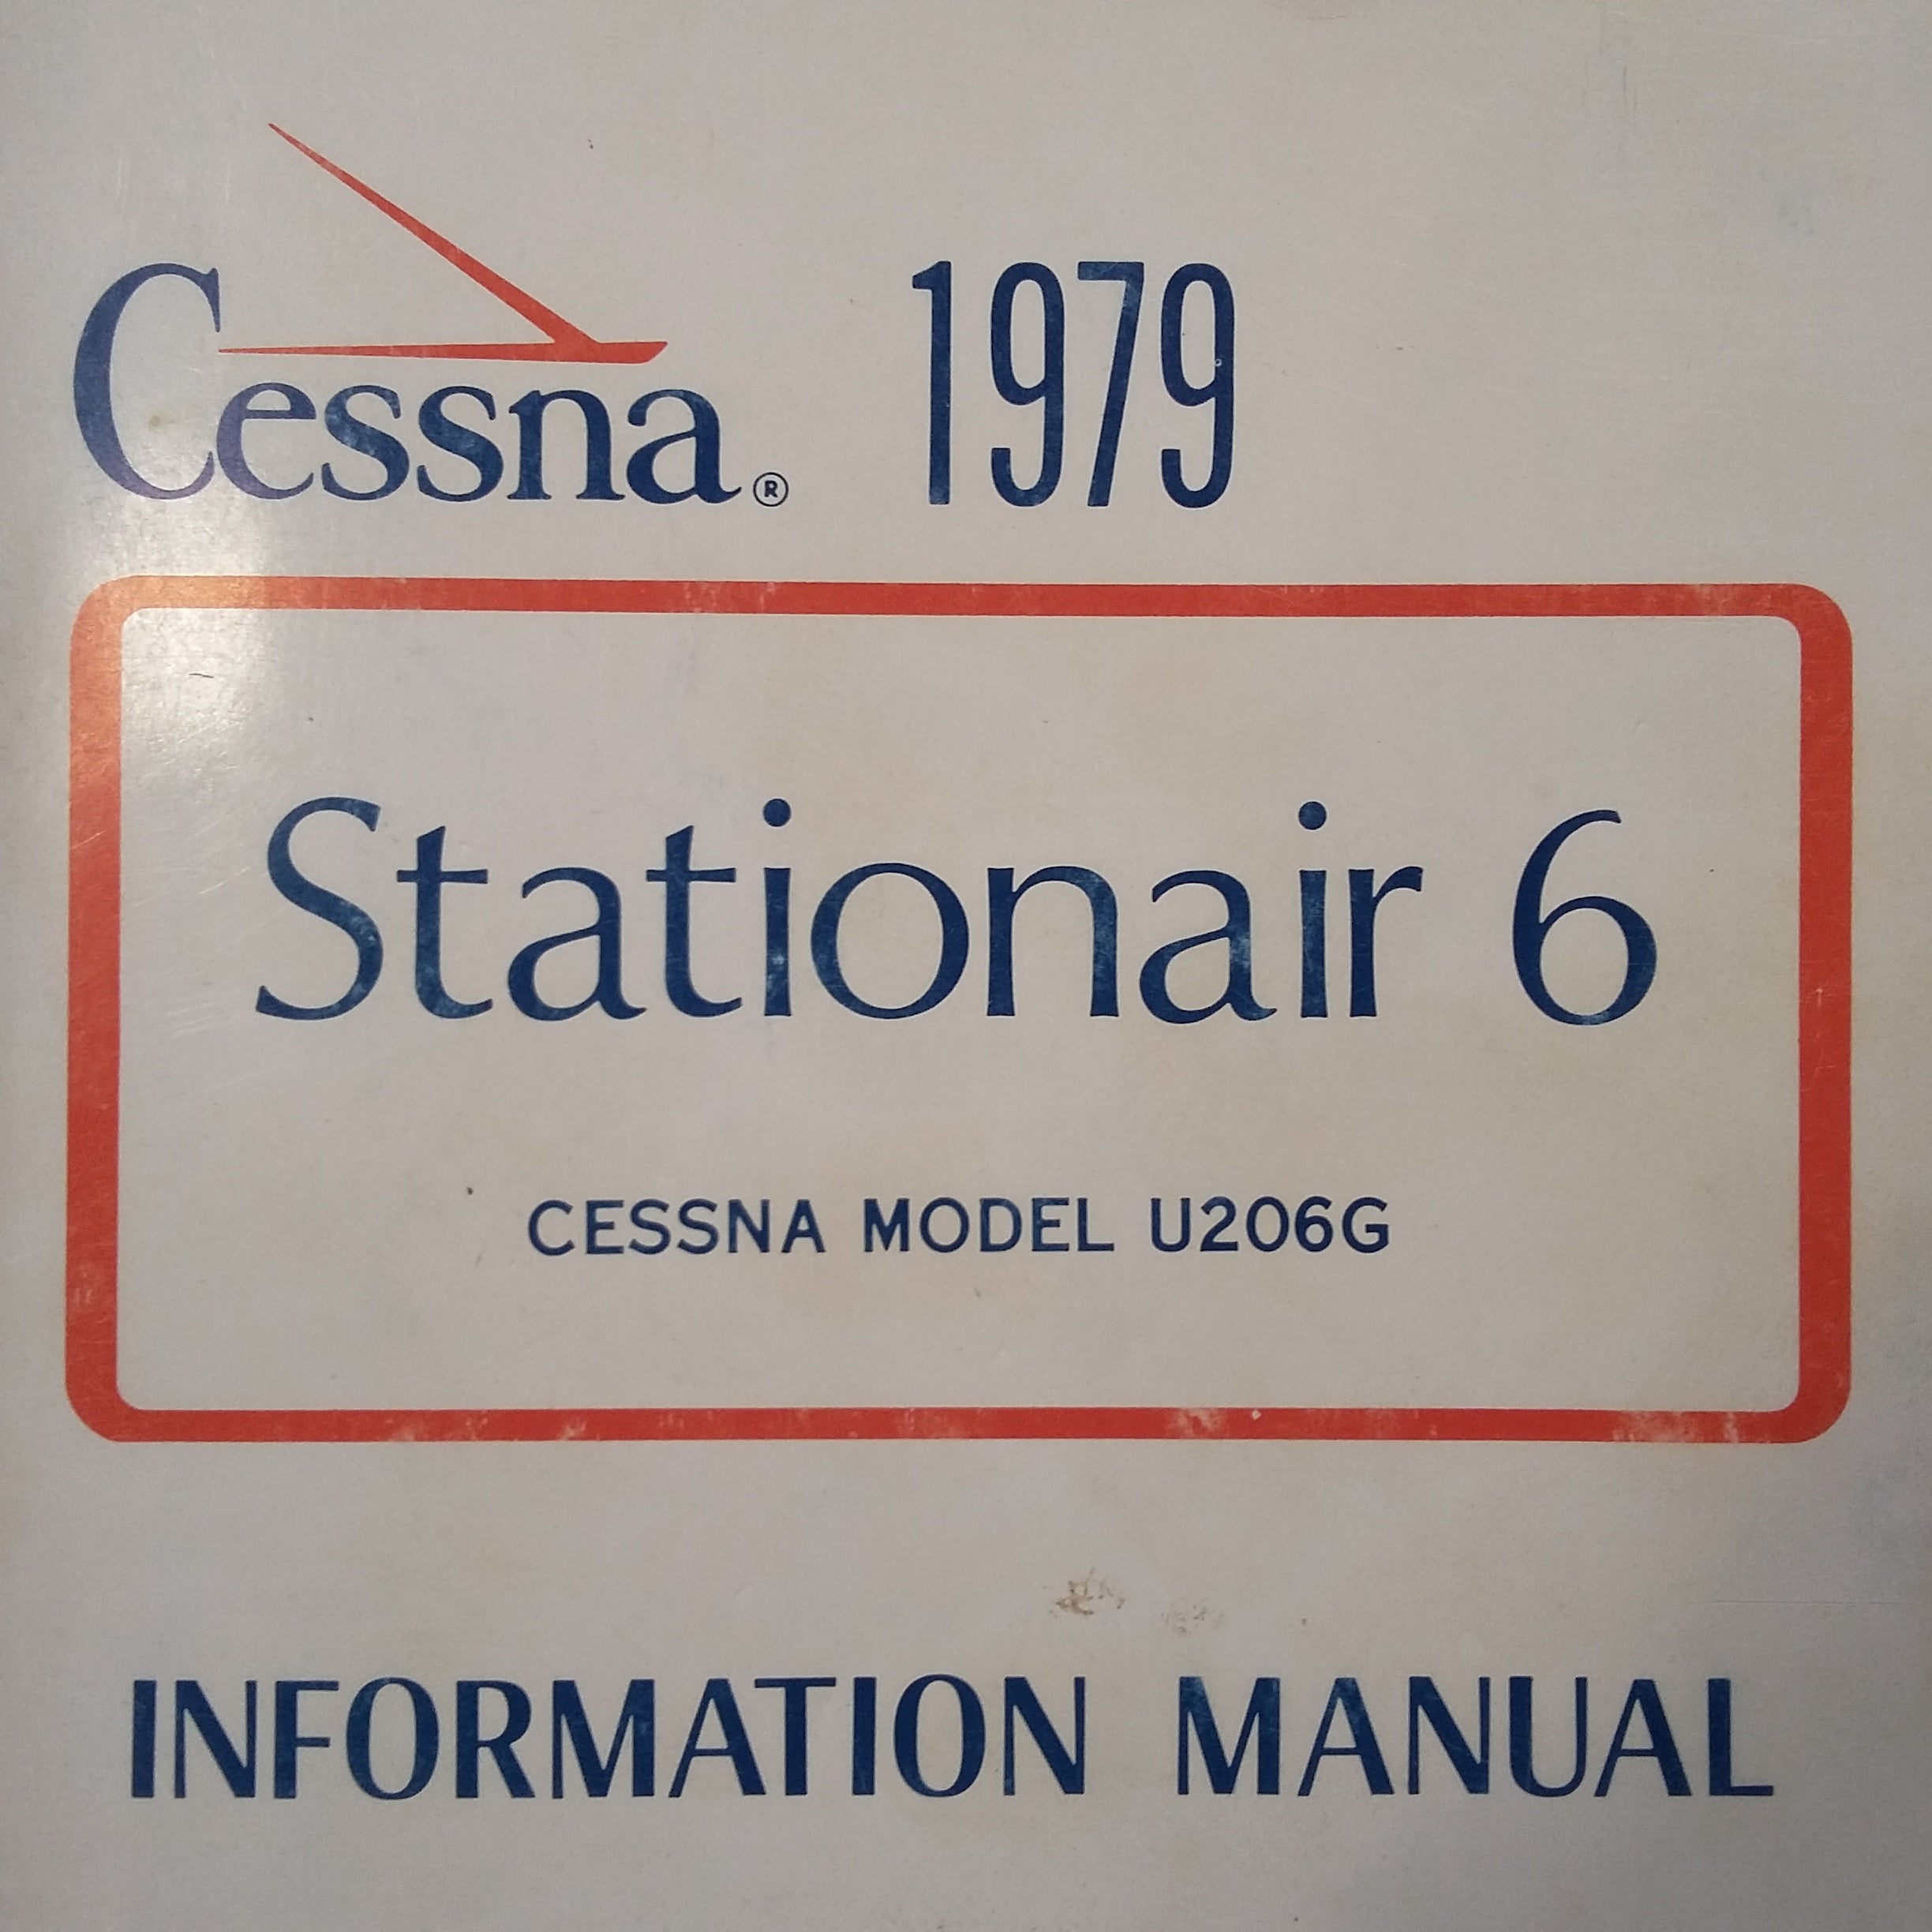 Cessna® 1979
Stationair 6
CESSNA MODEL U206G
INFORMATION MANUAL